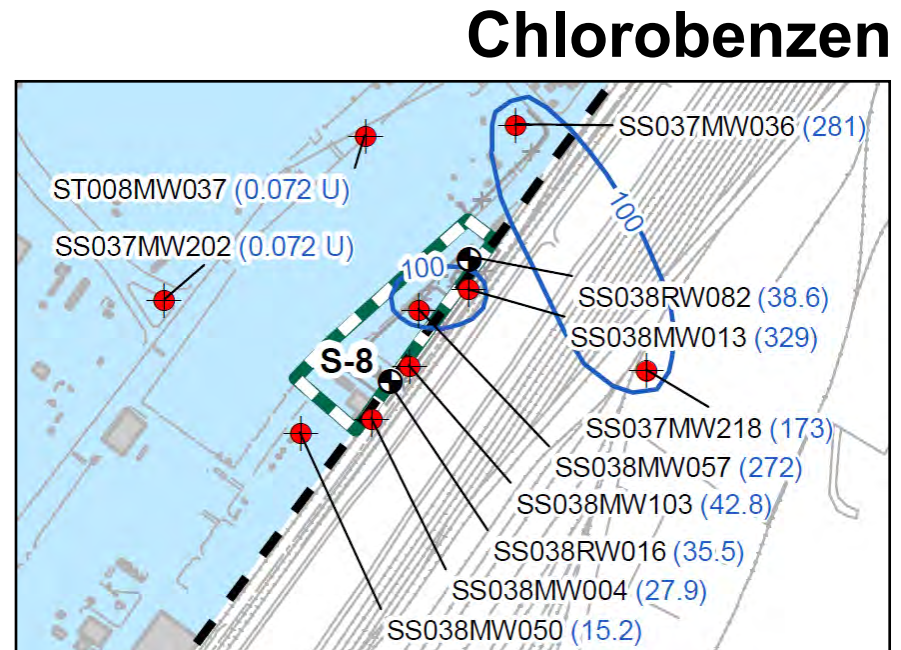 Chlorobenzen
SS037MW036 (281)
ST008MW037 (0.072 U)
100
SS037MW202 (0.072 U)
100
SS038RW082 (38.6)
SS038MW013 (329)
S-8
SS037MW218 (173)
SS038MW057 (272)
SS038MW103 (42.8)
SS038RW016 (35.5)
SS038MW004 (27.9)
SS038MW050 (15.2)